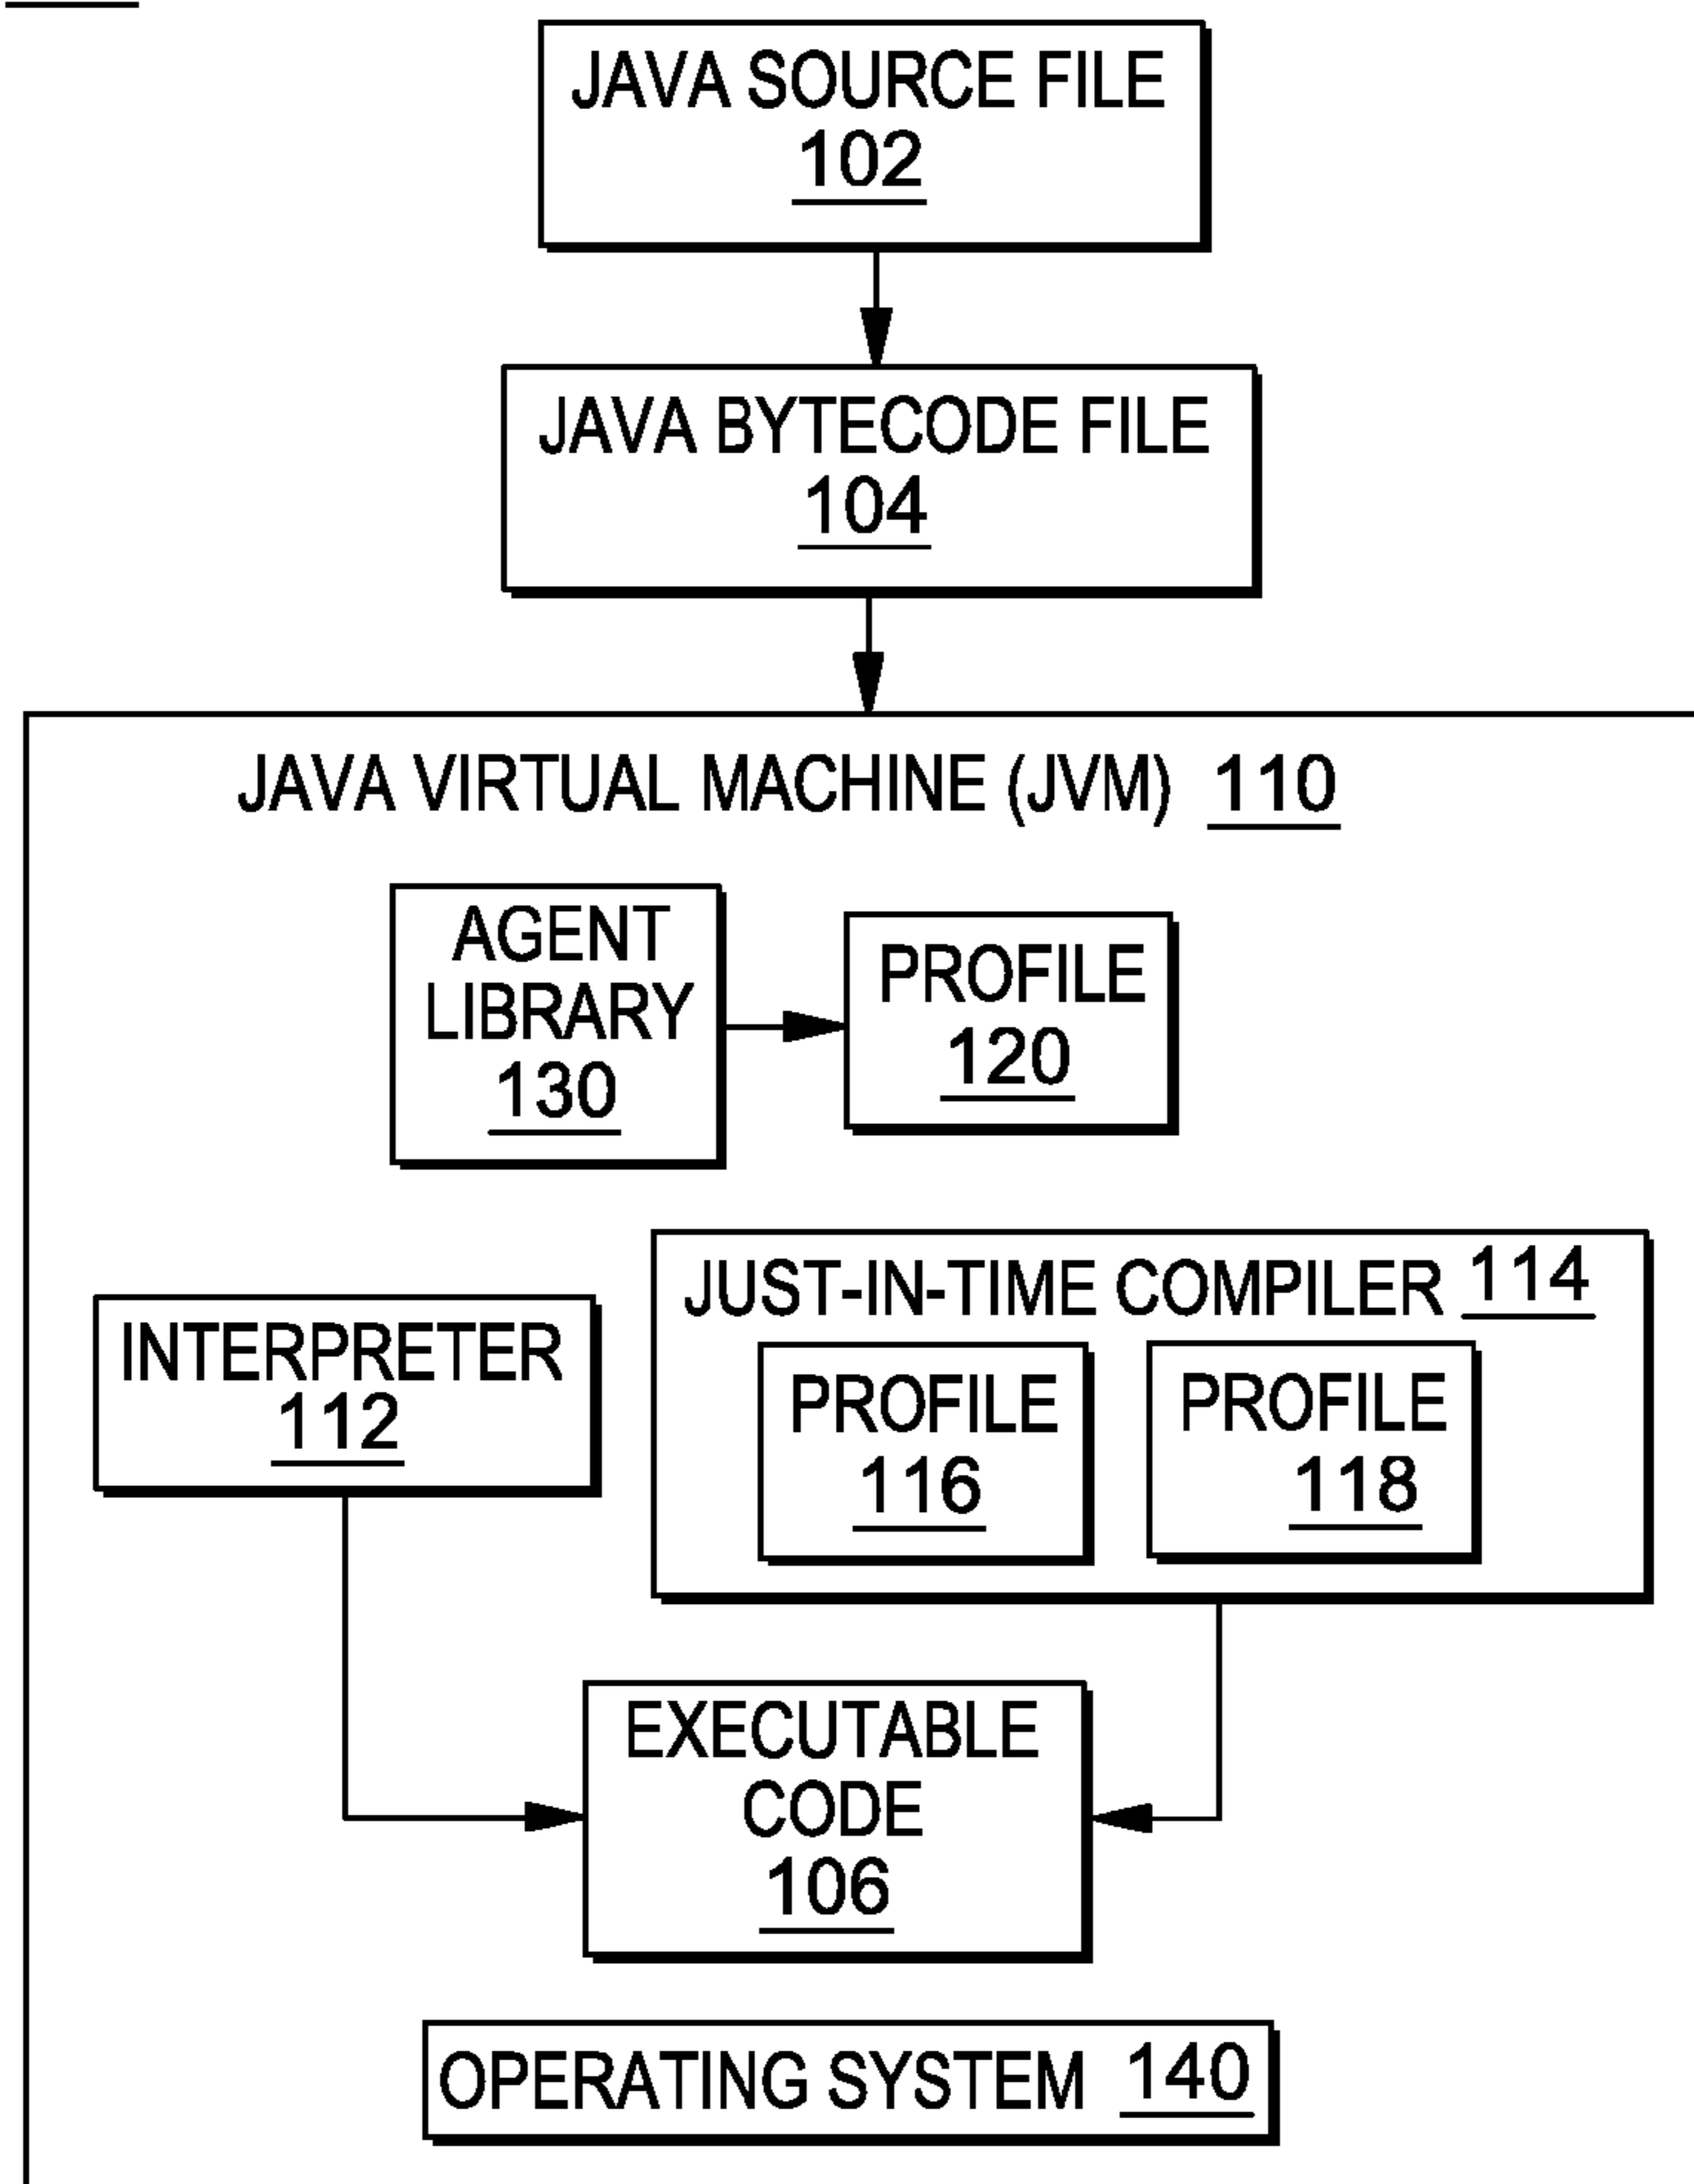 JAVA SOURCE FILE
102
JAVA BYTECODE FILE
104
JAVA VIRTUAL MACHINE (JVM) 110
AGENT
LIBRARY
130
PROFILE
120
INTERPRETER
112
JUST-IN-TIME COMPILER 114
PROFILE
116
PROFILE
118
EXECUTABLE
CODE
106
OPERATING SYSTEM 140